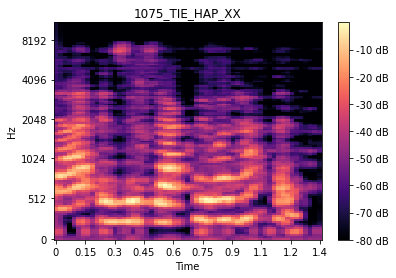 1075_TIE_HAP_XX
8192
4096
2048
1024
512
0
Hz
0 0.15 0.3 0.45 0.6 0.75 0.9 1.1 1.2 1.4
Time
-10 dB
-20 dB
-30 dB
-40 dB
-50 dB
-60 dB
-70 dB
-80 dB